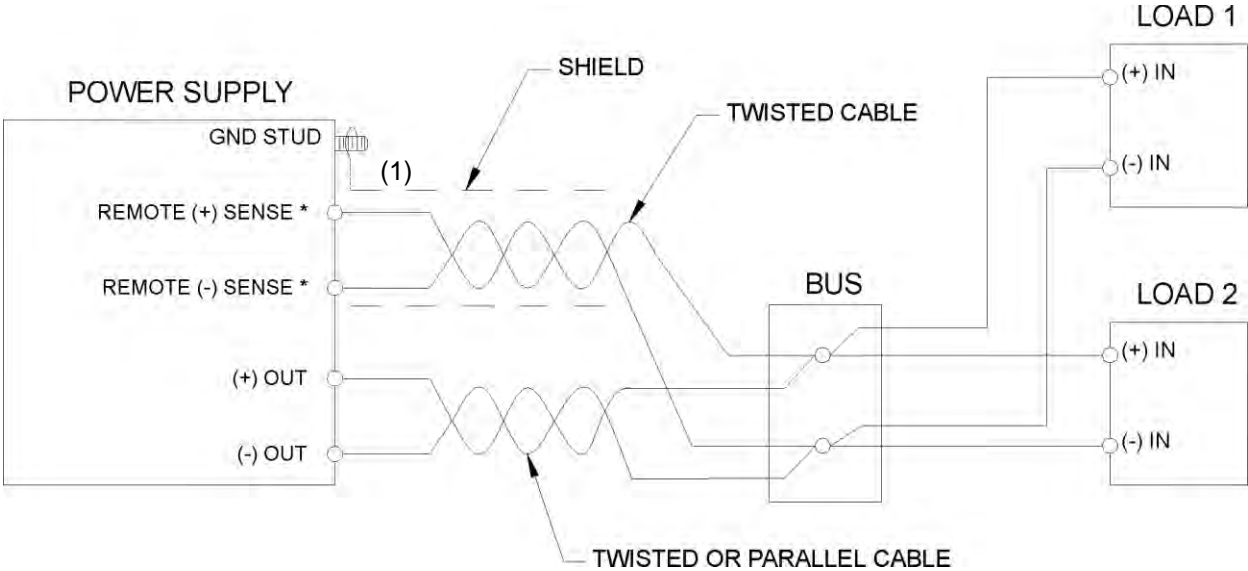 LOAD 1
(+) IN
(-) IN
SHIELD
POWER SUPPLY
TWISTED CABLE
GND STUD
(1)
REMOTE (+) SENSE *
REMOTE (-) SENSE *
BUS
LOAD 2
(+) IN
(-) IN
(+) OUT
(-) OUT
TWISTED OR PARALLEL CABLE